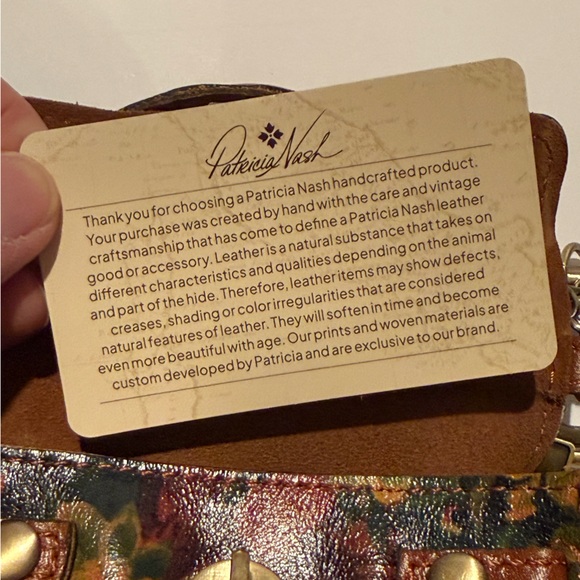 Patricia Nash
Thank you for choosing a Patricia Nash handcrafted product.
Your purchase was created by hand with the care and vintage
craftsmanship that has come to define a Patricia Nash leather
good or accessory. Leather is a natural substance that takes on
different characteristics and qualities depending on the animal
and part of the hide. Therefore, leather items may show defects,
creases, shading or color irregularities that are considered
natural features of leather. They will soften in time and become
even more beautiful with age. Our prints and woven materials are
custom developed by Patricia and are exclusive to our brand.